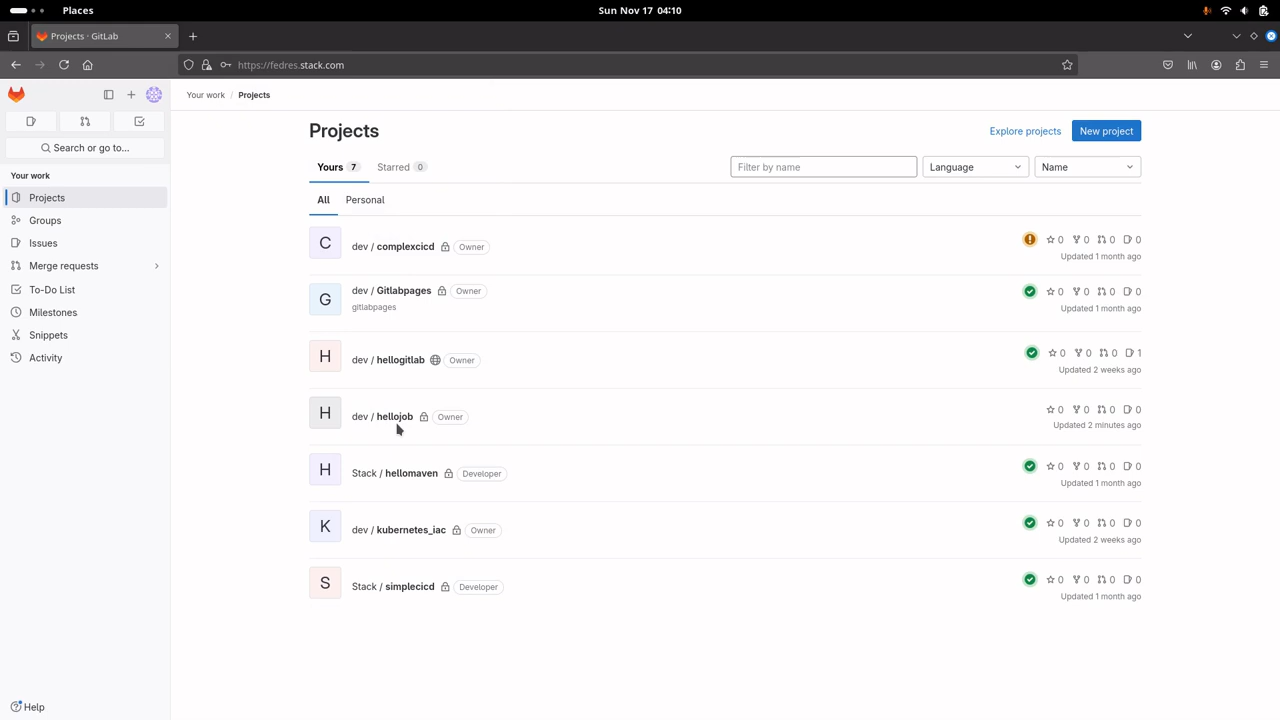 Places
Sun Nov 17 04:10
Projects · GitLab
https://fedres.stack.com
Your work / Projects
Search or go to...
Your work
Projects
Groups
Issues
Merge requests
To-Do List
Milestones
Snippets
Activity
Help
Projects
Explore projects
New project
Yours 7
Starred 0
Filter by name
Language
Name
All
Personal
C
dev / complexcicd
Owner
0 0 0 0
Updated 1 month ago
G
dev / Gitlabpages
Owner
gitlabpages
0 0 0 0
Updated 1 month ago
H
dev / hellogitlab
Owner
0 0 0 1
Updated 2 weeks ago
H
dev / hellojob
Owner
0 0 0 0
Updated 2 minutes ago
H
Stack / hellomaven
Developer
0 0 0 0
Updated 1 month ago
K
dev / kubernetes_iac
Owner
0 0 0 0
Updated 2 weeks ago
S
Stack / simplecicd
Developer
0 0 0 0
Updated 1 month ago